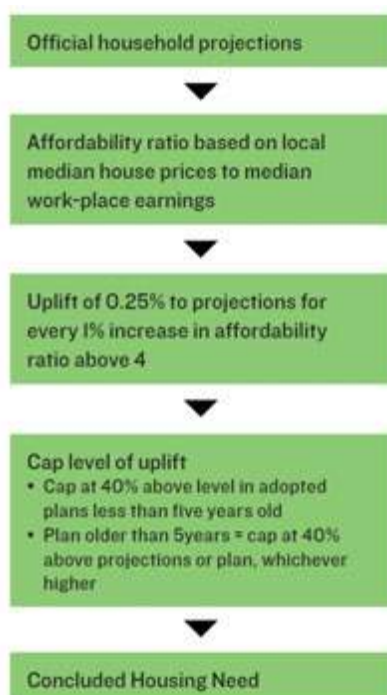 Official household projections
Affordability ratio based on local
median house prices to median
work-place earnings
Uplift of 0.25% to projections for
every 1% increase in affordability
ratio above 4
Cap level of uplift
• Cap at 40% above level in adopted
plans less than five years old
• Plan older than 5years = cap at 40%
above projections or plan, whichever
higher
Concluded Housing Need